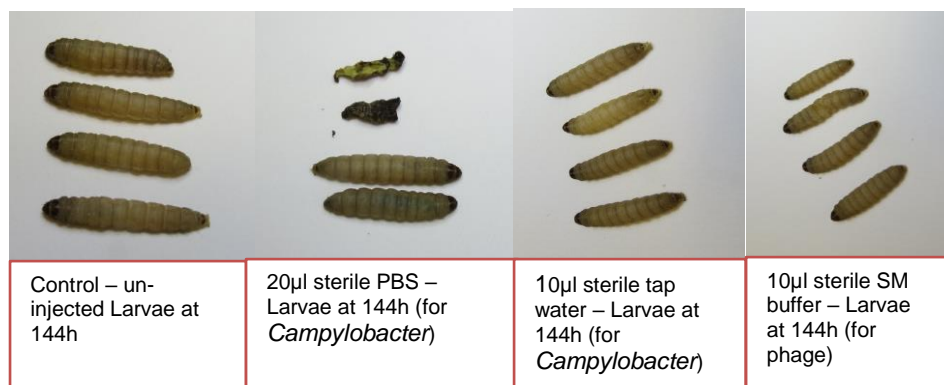 Control – un-
injected Larvae at
144h
20µl sterile PBS –
Larvae at 144h (for
Campylobacter)
10µl sterile tap
water – Larvae at
144h (for
Campylobacter)
10µl sterile SM
buffer – Larvae
at 144h (for
phage)